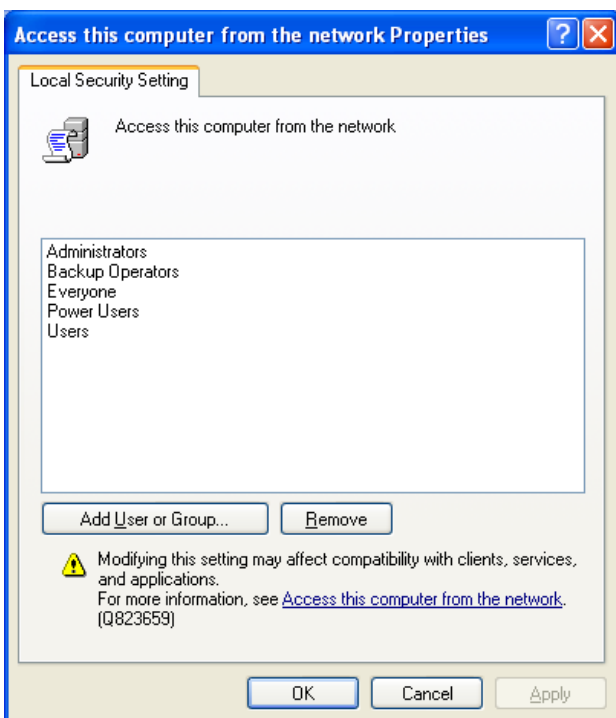 Access this computer from the network Properties
Local Security Setting
Access this computer from the network
Administrators
Backup Operators
Everyone
Power Users
Users
Add User or Group...
Remove
Modifying this setting may affect compatibility with clients, services,
and applications.
For more information, see Access this computer from the network.
(Q823659)
OK
Cancel
Apply